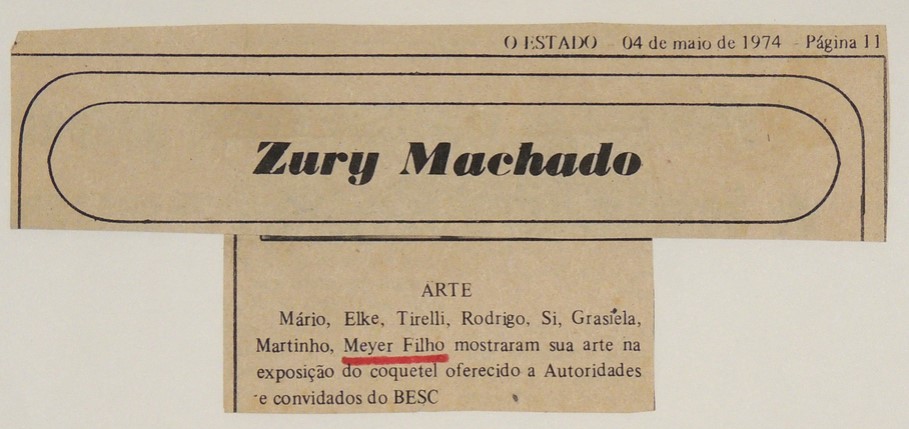 O ESTADO - 04 de maio de 1974 - Página 11
Zury Machado
ARTE
Mário, Elke, Tirelli, Rodrigo, Si, Grasiela,
Martinho, Meyer Filho mostraram sua arte na
exposição do coquetel oferecido a Autoridades
e convidados do BESC